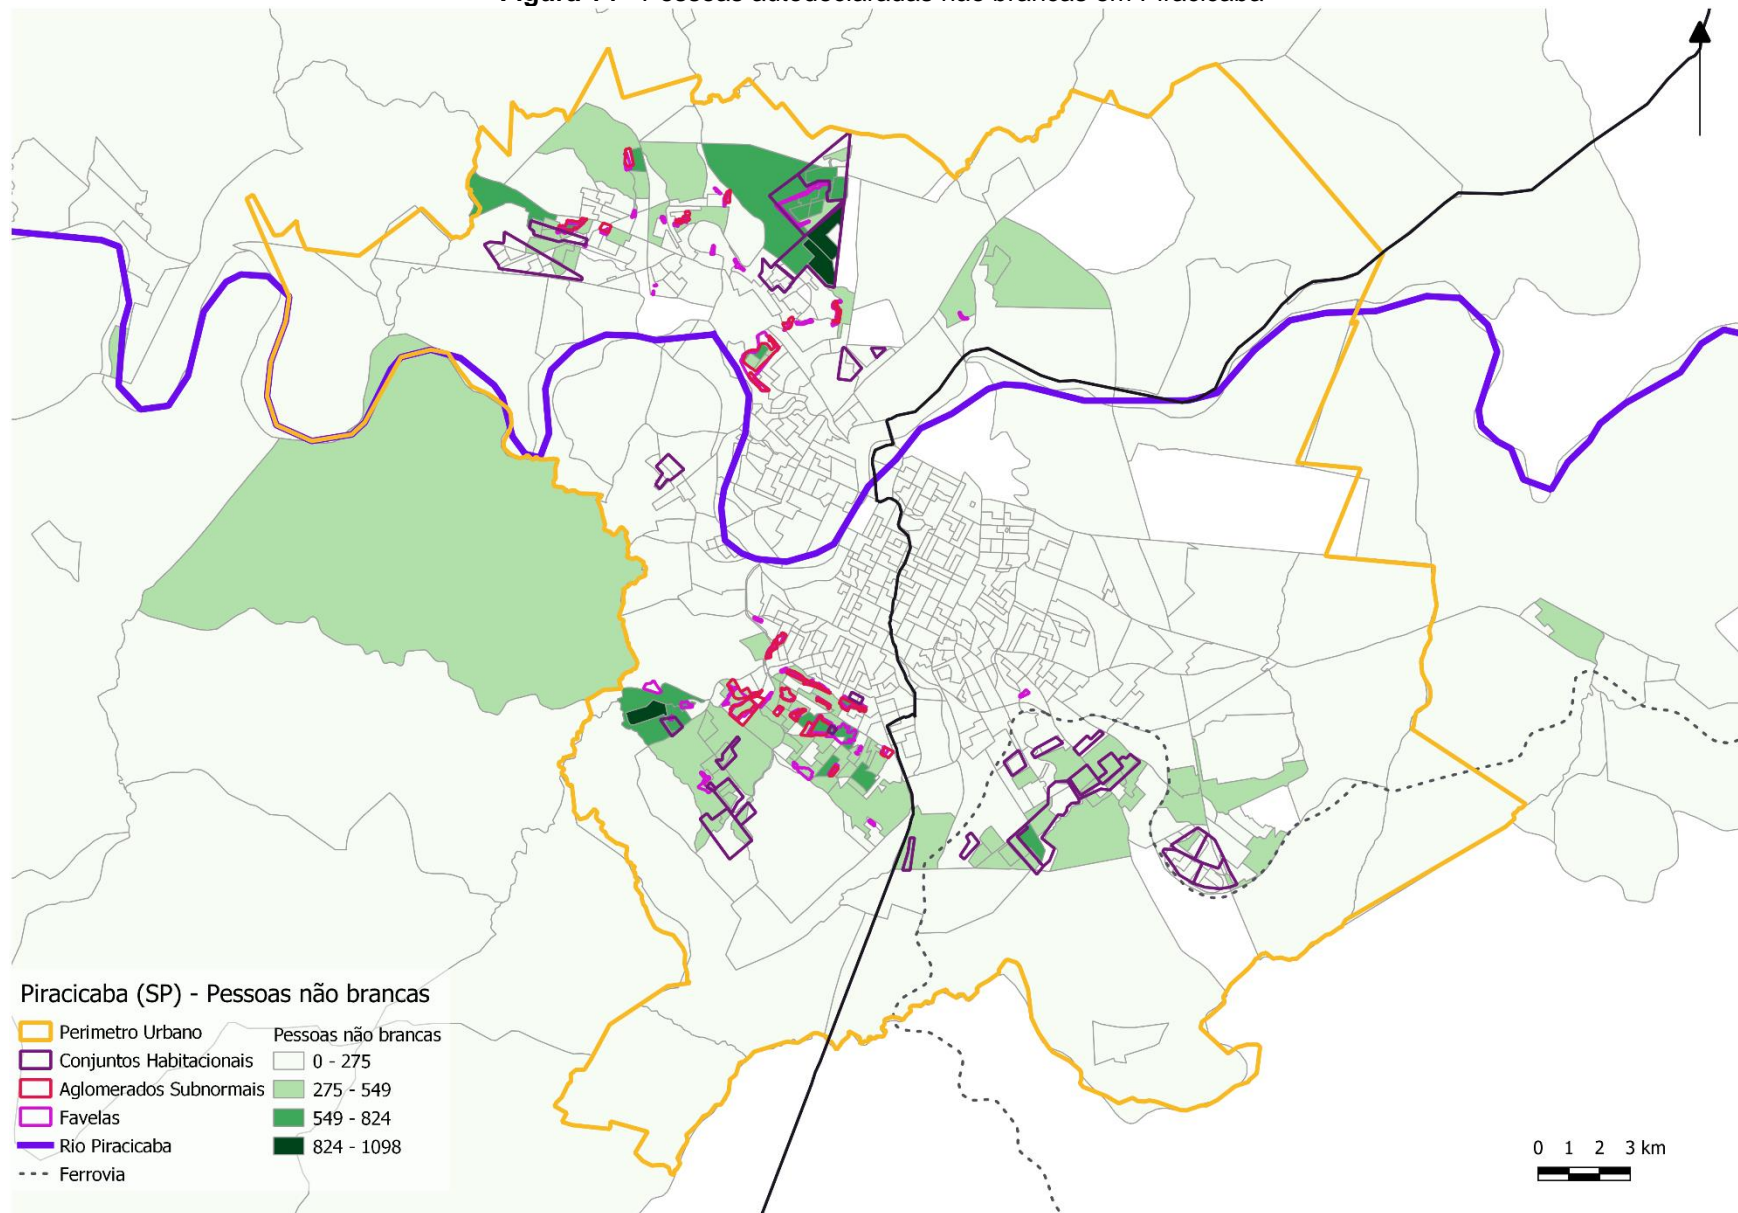 Piracicaba (SP) - Pessoas não brancas
Perimetro Urbano
Conjuntos Habitacionais
Aglomerados Subnormais
Favelas
Rio Piracicaba
Ferrovia
Pessoas não brancas
0 - 275
275 - 549
549 - 824
824 - 1098
0 1 2 3 km